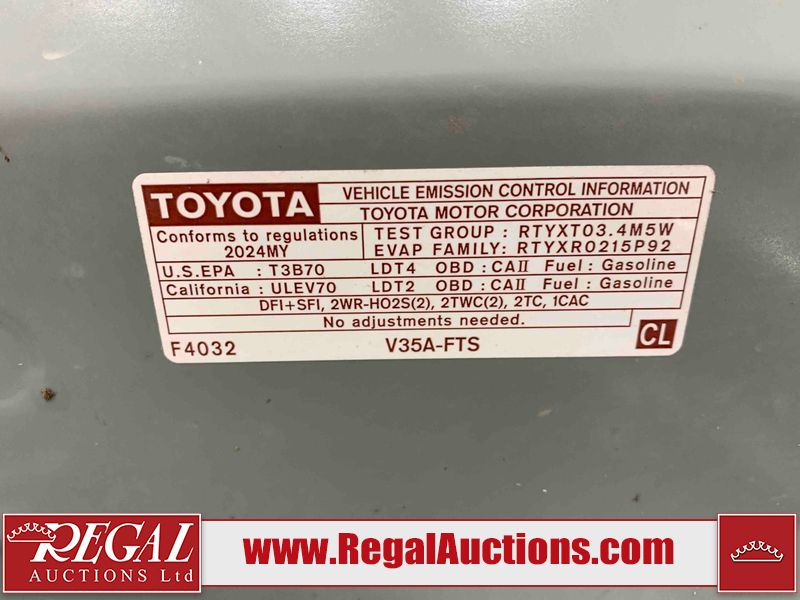 TOYOTA
VEHICLE EMISSION CONTROL INFORMATION
TOYOTA MOTOR CORPORATION
Conforms to regulations
2024MY
TEST GROUP : RTYXT03.4M5W
EVAP FAMILY: RTYXR0215P92
U.S.EPA : T3B70 LDT4 OBD : CAII Fuel : Gasoline
California : ULEV70 LDT2 OBD : CAII Fuel : Gasoline
DFI+SFI, 2WR-HO2S(2), 2TWC(2), 2TC, 1CAC
No adjustments needed.
F4032 V35A-FTS CL
REGAL
AUCTIONS Ltd
www.RegalAuctions.com